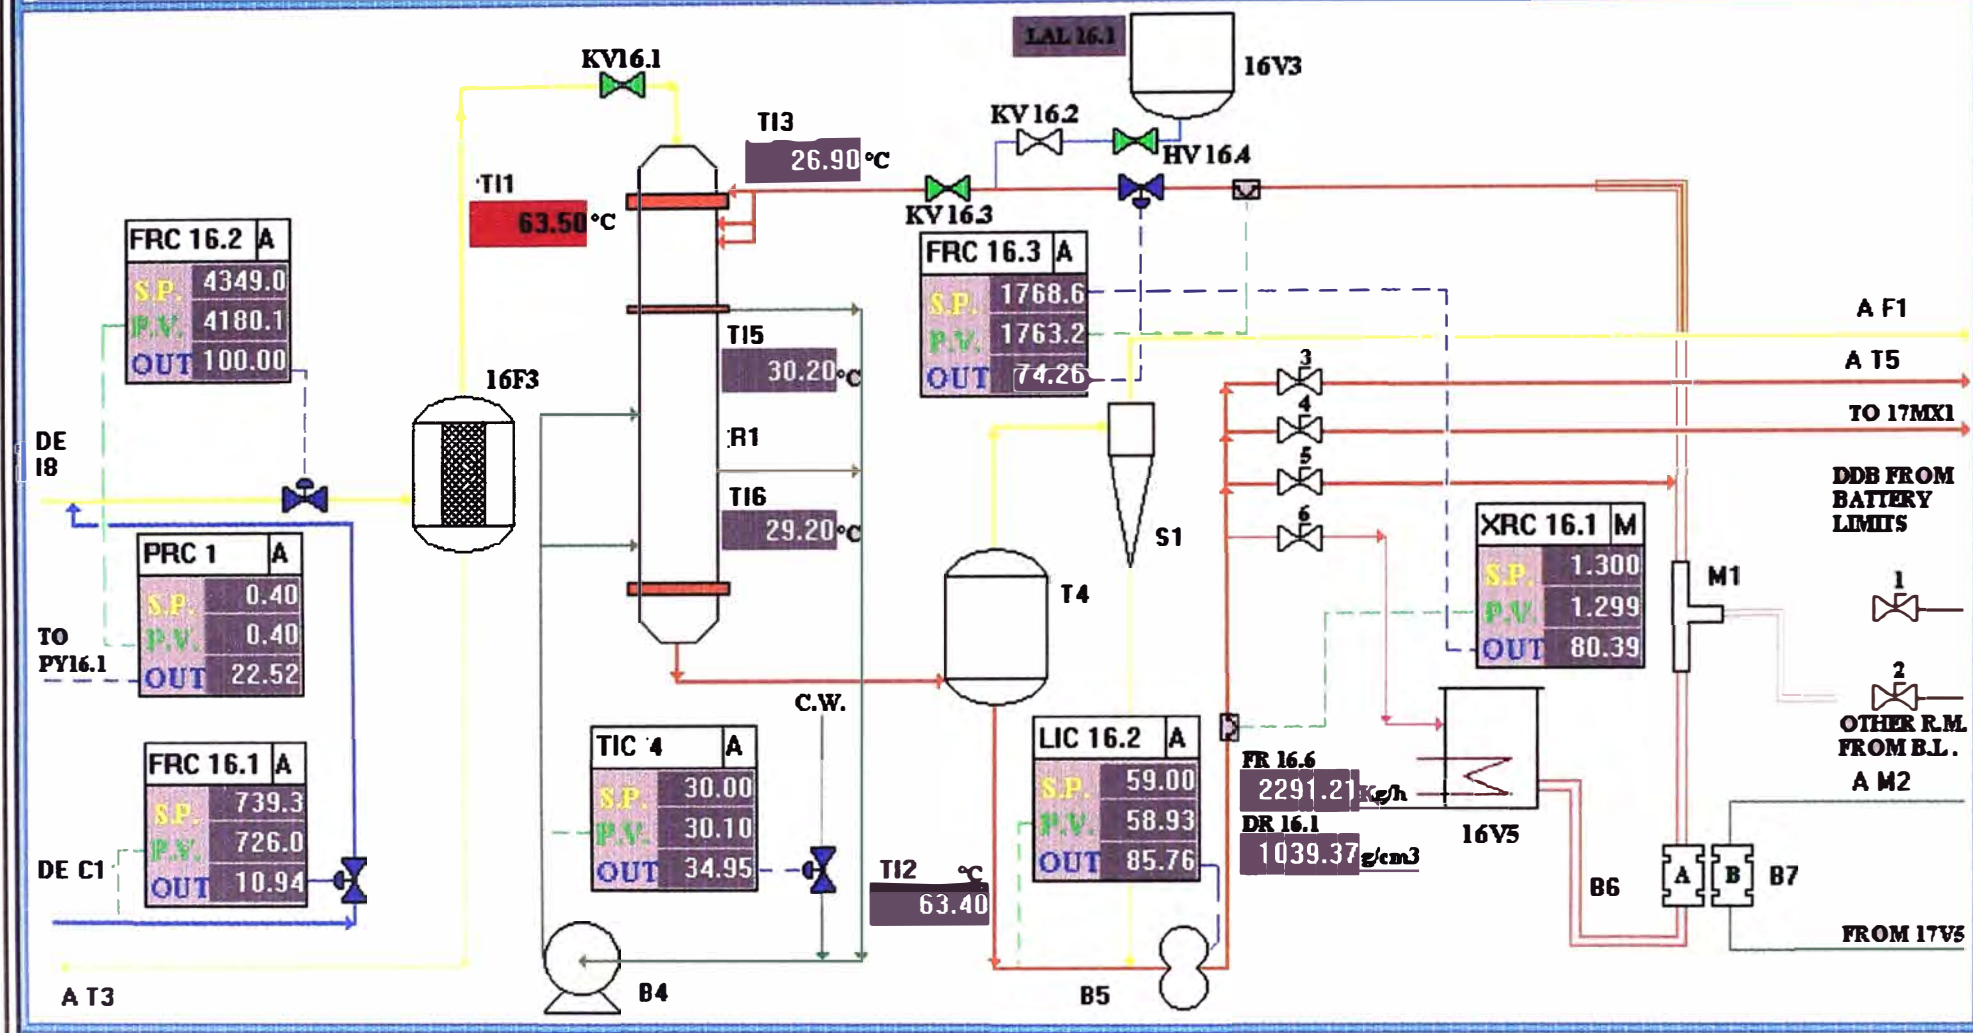 LAL 16.1
16V3
KV16.1
KV 16.2
HV 16.4
TI3
26.90 °C
TI1
63.50 °C
KV 16.3
FRC 16.2 A
S.P. 4349.0
P.V. 4180.1
OUT 100.00
FRC 16.3 A
S.P. 1768.6
P.V. 1763.2
OUT 74.26
A F1
A T5
TO 17MX1
3
4
5
6
16F3
TI5
30.20 °C
R1
TI6
29.20 °C
DE
I8
S1
T4
DDB FROM
BATTERY
LIMITS
XRC 16.1 M
S.P. 1.300
P.V. 1.299
OUT 80.39
M1
1
2
OTHER R.M.
FROM B.L.
A M2
PRC 1 A
S.P. 0.40
P.V. 0.40
OUT 22.52
TO
PY16.1
C.W.
TIC 4 A
S.P. 30.00
P.V. 30.10
OUT 34.95
LIC 16.2 A
S.P. 59.00
P.V. 58.93
OUT 85.76
FR 16.6
2291.21 Kg/h
DR 16.1
1039.37 g/cm3
16V5
FRC 16.1 A
S.P. 739.3
P.V. 726.0
OUT 10.94
DE C1
TI2 °C
63.40
B6
A
B
B7
FROM 17V5
A T3
B4
B5